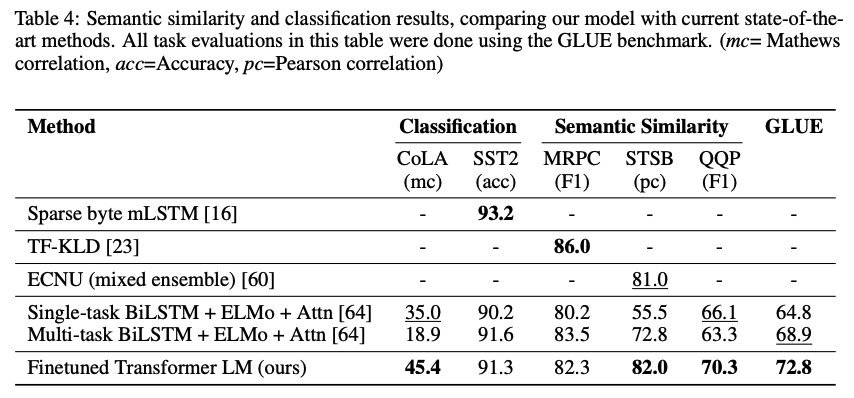 Table 4: Semantic similarity and classification results, comparing our model with current state-of-the-
art methods. All task evaluations in this table were done using the GLUE benchmark. (mc= Mathews
correlation, acc=Accuracy, pc=Pearson correlation)
Method Classification Semantic Similarity GLUE
CoLA SST2 MRPC STSB QQP
(mc) (acc) (F1) (pc) (F1)
Sparse byte mLSTM [16] - 93.2 - - - -
TF-KLD [23] - - 86.0 - - -
ECNU (mixed ensemble) [60] - - - 81.0 - -
Single-task BiLSTM + ELMo + Attn [64] 35.0 90.2 80.2 55.5 66.1 64.8
Multi-task BiLSTM + ELMo + Attn [64] 18.9 91.6 83.5 72.8 63.3 68.9
Finetuned Transformer LM (ours) 45.4 91.3 82.3 82.0 70.3 72.8